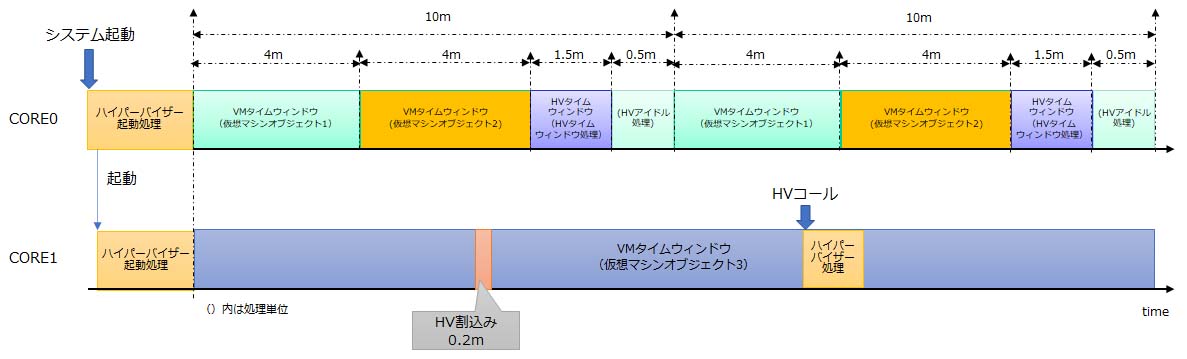 10m
10m
システム起動
4m
4m
1.5m
0.5m
4m
4m
1.5m
0.5m
CORE0
ハイパーバイザー
起動処理
VMタイムウィンドウ
（仮想マシンオブジェクト1）
VMタイムウィンドウ
(仮想マシンオブジェクト2)
HVタイム
ウィンドウ
（HVタイム
ウィンドウ処理）
(HVアイドル
処理)
VMタイムウィンドウ
（仮想マシンオブジェクト1）
VMタイムウィンドウ
(仮想マシンオブジェクト2)
HVタイム
ウィンドウ
（HVタイム
ウィンドウ処理）
(HVアイドル
処理)
起動
HVコール
CORE1
ハイパーバイザー
起動処理
VMタイムウィンドウ
（仮想マシンオブジェクト3）
ハイパー
バイザー
処理
（）内は処理単位
time
HV割込み
0.2m